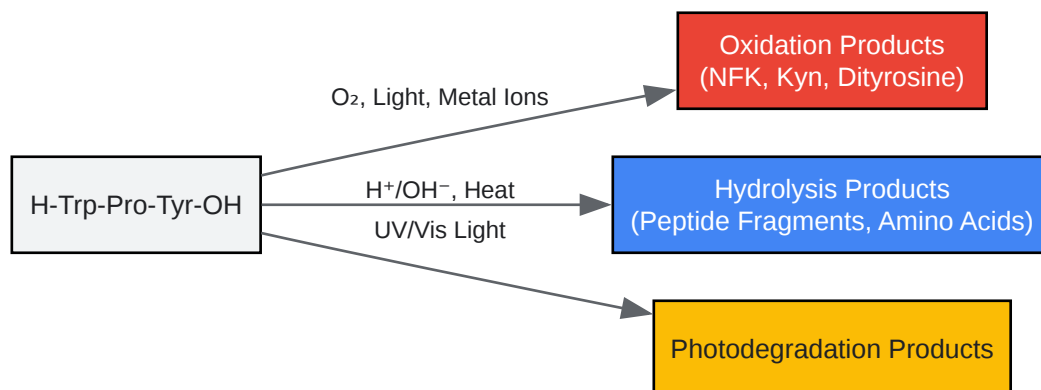 Oxidation Products
(NFK, Kyn, Dityrosine)
O₂, Light, Metal Ions
H-Trp-Pro-Tyr-OH
H⁺/OH⁻, Heat
Hydrolysis Products
(Peptide Fragments, Amino Acids)
UV/Vis Light
Photodegradation Products